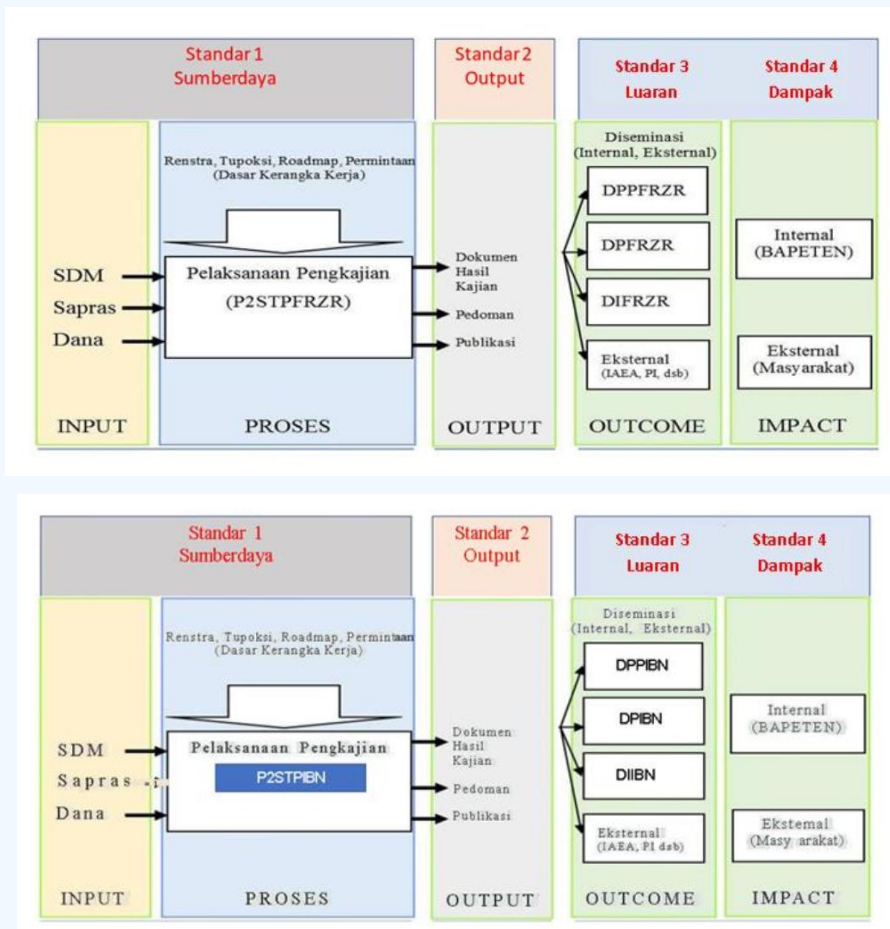 Standar 1
Sumberdaya
Standar 2
Output
Standar 3
Luaran
Standar 4
Dampak
Renstra, Tupoksi, Roadmap, Permintaan
(Dasar Kerangka Kerja)
SDM
Sapras
Dana
Pelaksanaan Pengkajian
(P2STPFRZR)
Dokumen
Hasil
Kajian
Pedoman
Publikasi
Diseminasi
(Internal, Eksternal)
DPPFRZR
DPFRZR
DIFRZR
Eksternal
(IAEA, PI, dsb)
Internal
(BAPETEN)
Eksternal
(Masyarakat)
INPUT
PROSES
OUTPUT
OUTCOME
IMPACT
Standar 1
Sumberdaya
Standar 2
Output
Standar 3
Luaran
Standar 4
Dampak
Renstra, Tupoksi, Roadmap, Permintaan
(Dasar Kerangka Kerja)
SDM
Sapras
Dana
Pelaksanaan Pengkajian
P2STPIBN
Dokumen
Hasil
Kajian
Pedoman
Publikasi
Diseminasi
(Internal, Eksternal)
DPPIBN
DPIBN
DIIBN
Eksternal
(IAEA, PI dsb)
Internal
(BAPETEN)
Ekstemal
(Masy arakat)
INPUT
PROSES
OUTPUT
OUTCOME
IMPACT